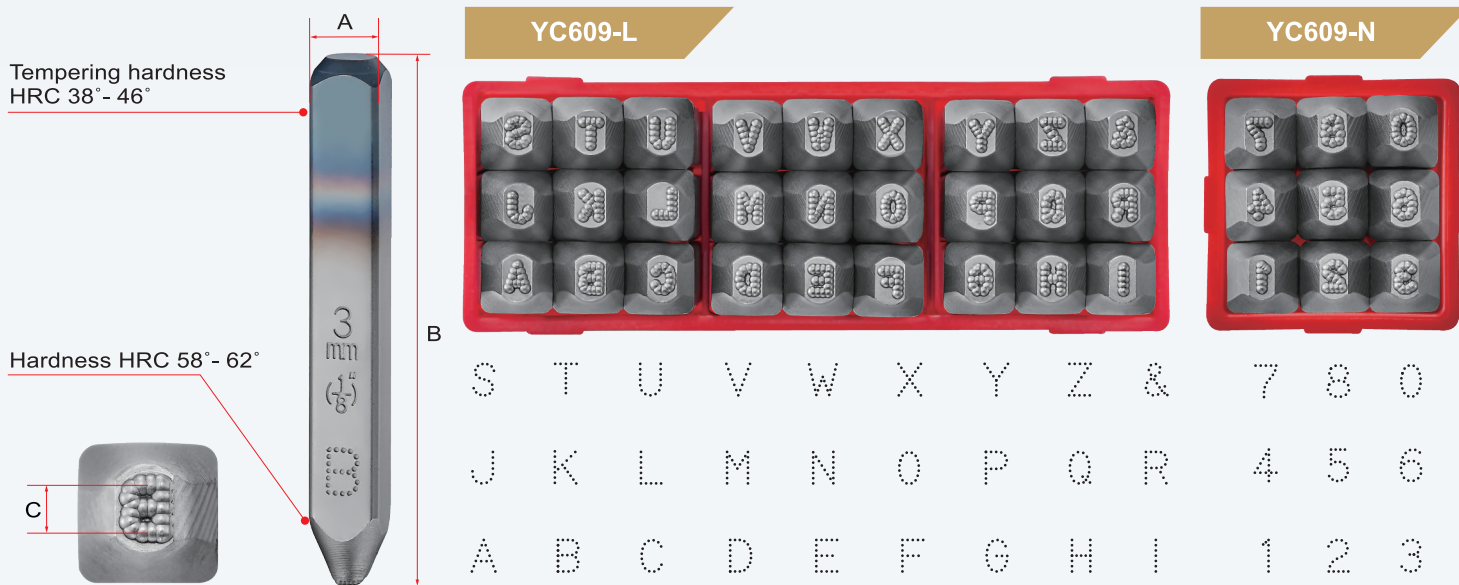 A
Tempering hardness
HRC 38°- 46°
B
Hardness HRC 58°- 62°
3
mm
(1/8")
B
C
YC609-L
YC609-N
S T U V W X Y Z &
J K L M N O P Q R
A B C D E F G H I
7 8 0
4 5 6
1 2 3